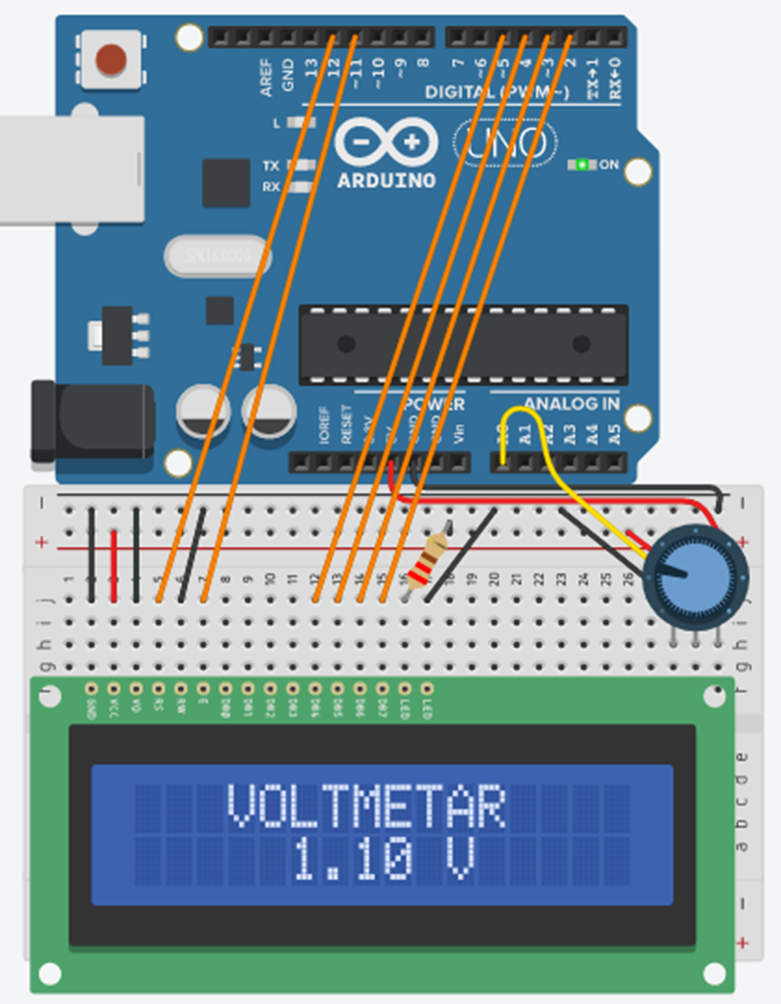 AREF GND 13 12 ~11 ~10 ~9 8 7 ~6 ~5 4 ~3 2 TX→1 RX←0
DIGITAL (PWM~)
L
UNO
TX
RX
ON
ARDUINO
SPK16.000G
POWER ANALOG IN
IOREF RESET 3.3V 5V GND GND Vin A0 A1 A2 A3 A4 A5
− −
+ +
1 2 3 4 5 6 7 8 9 10 11 12 13 14 15 16 17 18 19 20 21 22 23 24 25 26
j j
i i
h h
g g
f f
GND VCC VO RS RW E DB0 DB1 DB2 DB3 DB4 DB5 DB6 DB7 LED LED
VOLTMETAR
1.10 V
e
d
c
b
a
−
+